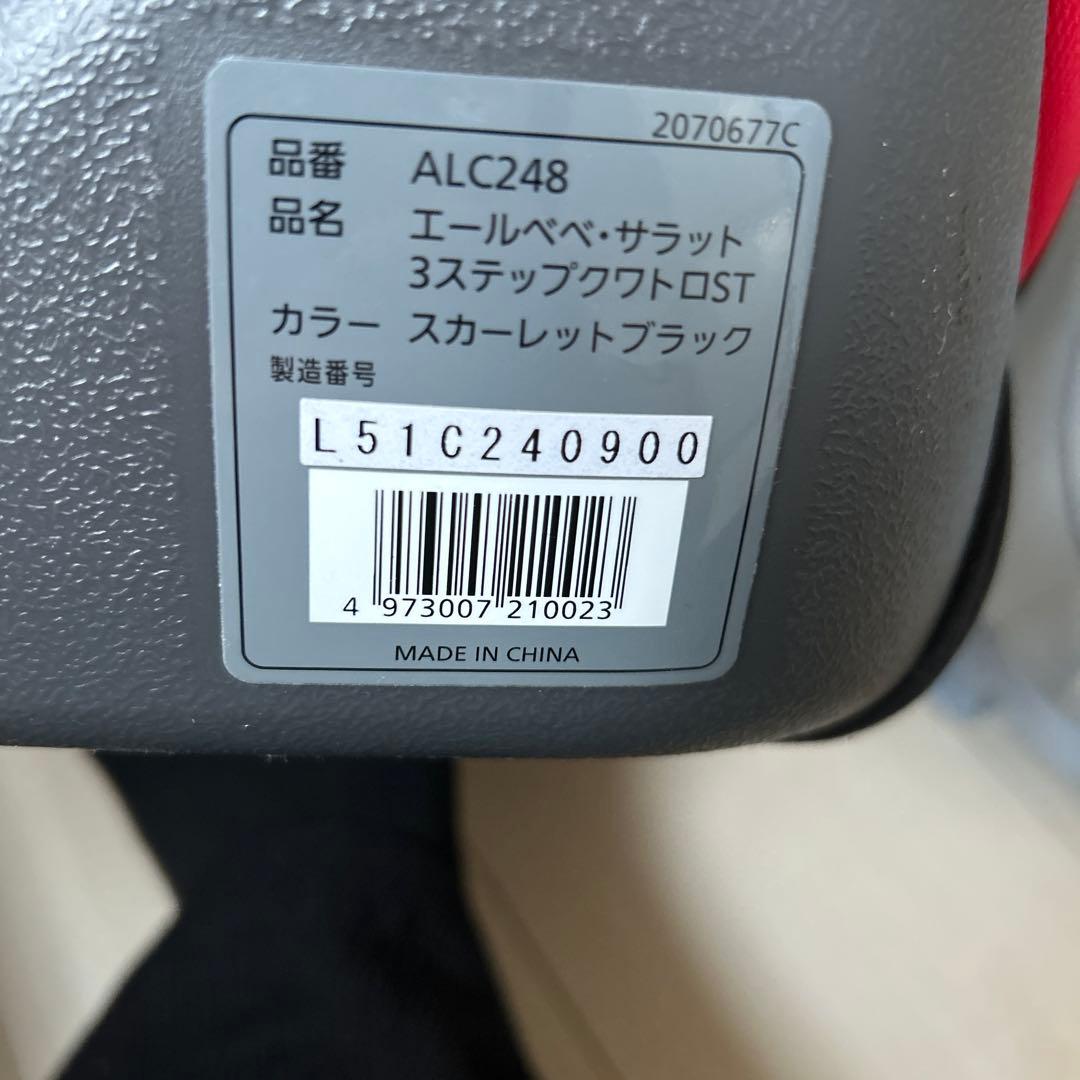 2070677C
品番 ALC248
品名 エールベベ・サラット
3ステップクワトロST
カラー スカーレットブラック
製造番号
L51C240900
4 973007 210023
MADE IN CHINA